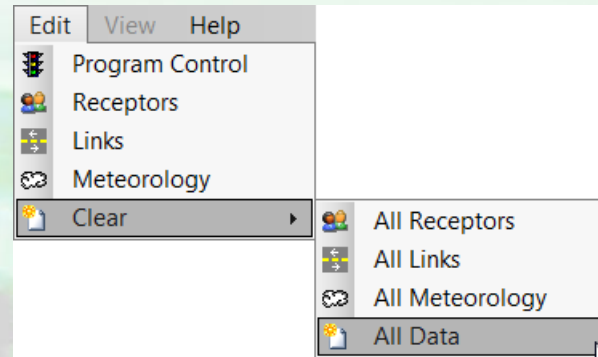 Edit View Help
Program Control
Receptors
Links
Meteorology
Clear
All Receptors
All Links
All Meteorology
All Data